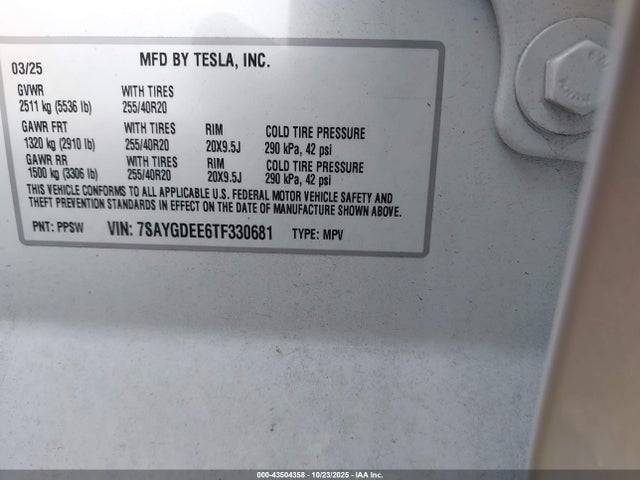 03/25 MFD BY TESLA, INC.
GVWR WITH TIRES
2511 kg (5536 lb) 255/40R20
GAWR FRT WITH TIRES RIM COLD TIRE PRESSURE
1320 kg (2910 lb) 255/40R20 20X9.5J 290 kPa, 42 psi
GAWR RR WITH TIRES RIM COLD TIRE PRESSURE
1500 kg (3306 lb) 255/40R20 20X9.5J 290 kPa, 42 psi
THIS VEHICLE CONFORMS TO ALL APPLICABLE U.S. FEDERAL MOTOR VEHICLE SAFETY AND
THEFT PREVENTION STANDARDS IN EFFECT ON THE DATE OF MANUFACTURE SHOWN ABOVE.
PNT: PPSW VIN: 7SAYGDEE6TF330681 TYPE: MPV
000-43504358 - 10/23/2025 - IAA Inc.